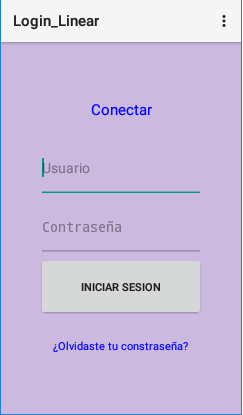 Login_Linear
Conectar
Usuario
Contraseña
INICIAR SESION
¿Olvidaste tu constraseña?